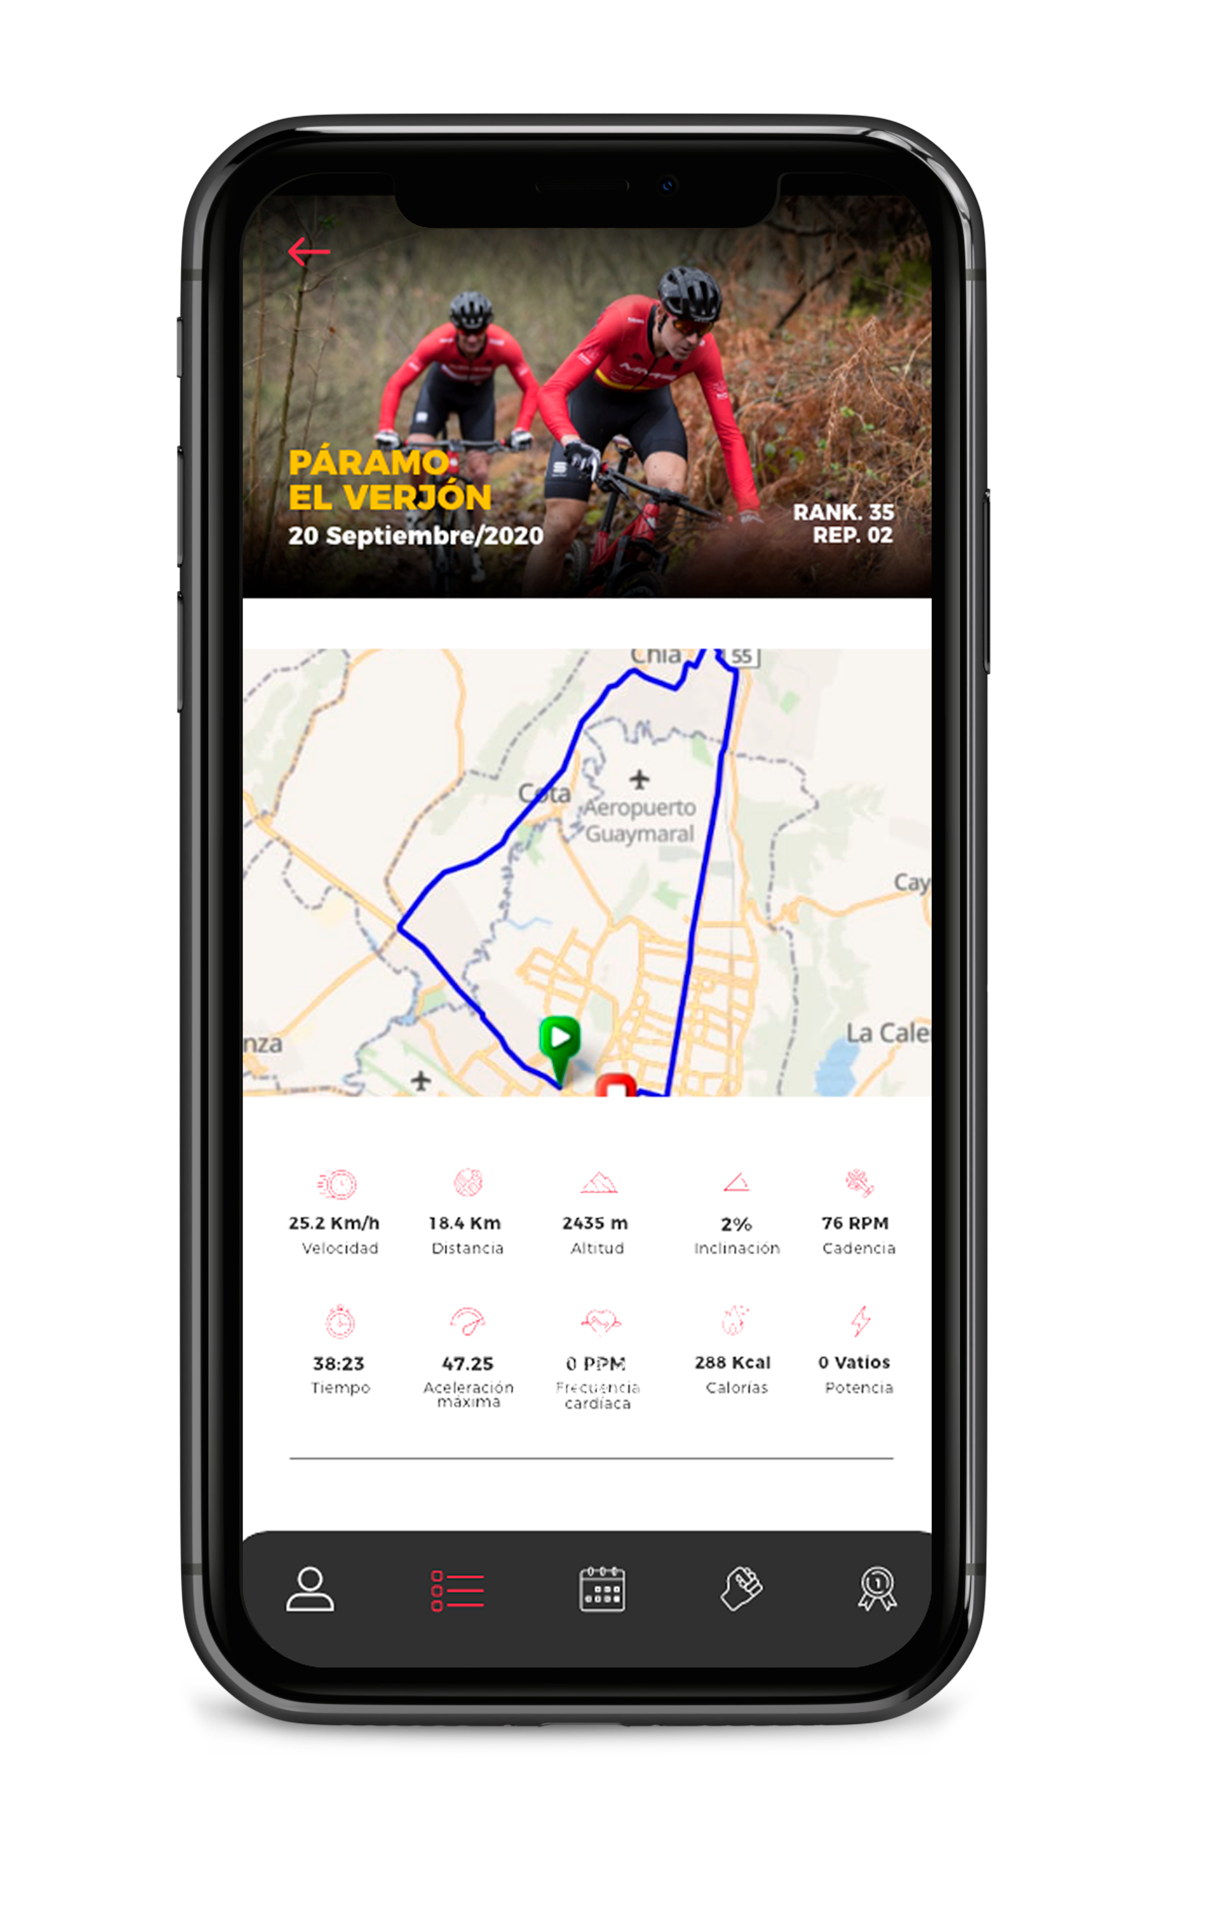 PÁRAMO
EL VERJÓN
20 Septiembre/2020
RANK. 35
REP. 02
Chía
55
Cota
Aeropuerto
Guaymaral
Cay
La Cale
nza
25.2 Km/h
Velocidad
18.4 Km
Distancia
2435 m
Altitud
2%
Inclinación
76 RPM
Cadencia
38:23
Tiempo
47.25
Aceleración
máxima
0 PPM
Frecuencia
cardíaca
288 Kcal
Calorías
0 Vatios
Potencia
1